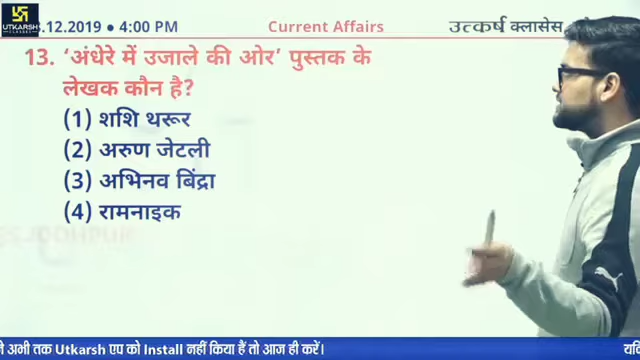 UTKARSH
CLASSES
.12.2019 ● 4:00 PM
Current Affairs
उत्कर्ष क्लासेस
13. ‘अंधेरे में उजाले की ओर’ पुस्तक के
लेखक कौन है?
(1) शशि थरूर
(2) अरुण जेटली
(3) अभिनव बिंद्रा
(4) रामनाइक
अभी तक Utkarsh एप को Install नहीं किया हैं तो आज ही करें।